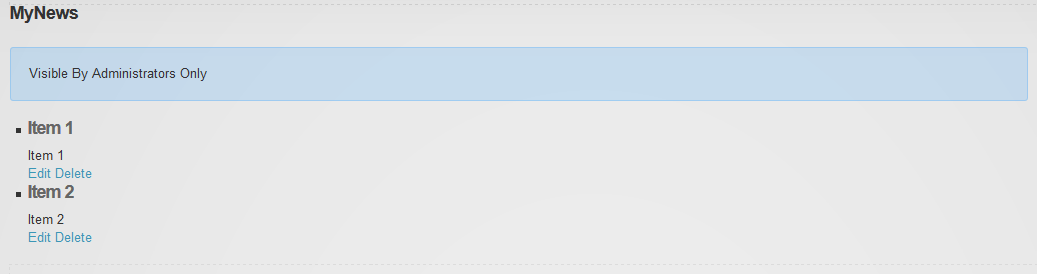 MyNews
Visible By Administrators Only
Item 1
Item 1
Edit Delete
Item 2
Item 2
Edit Delete